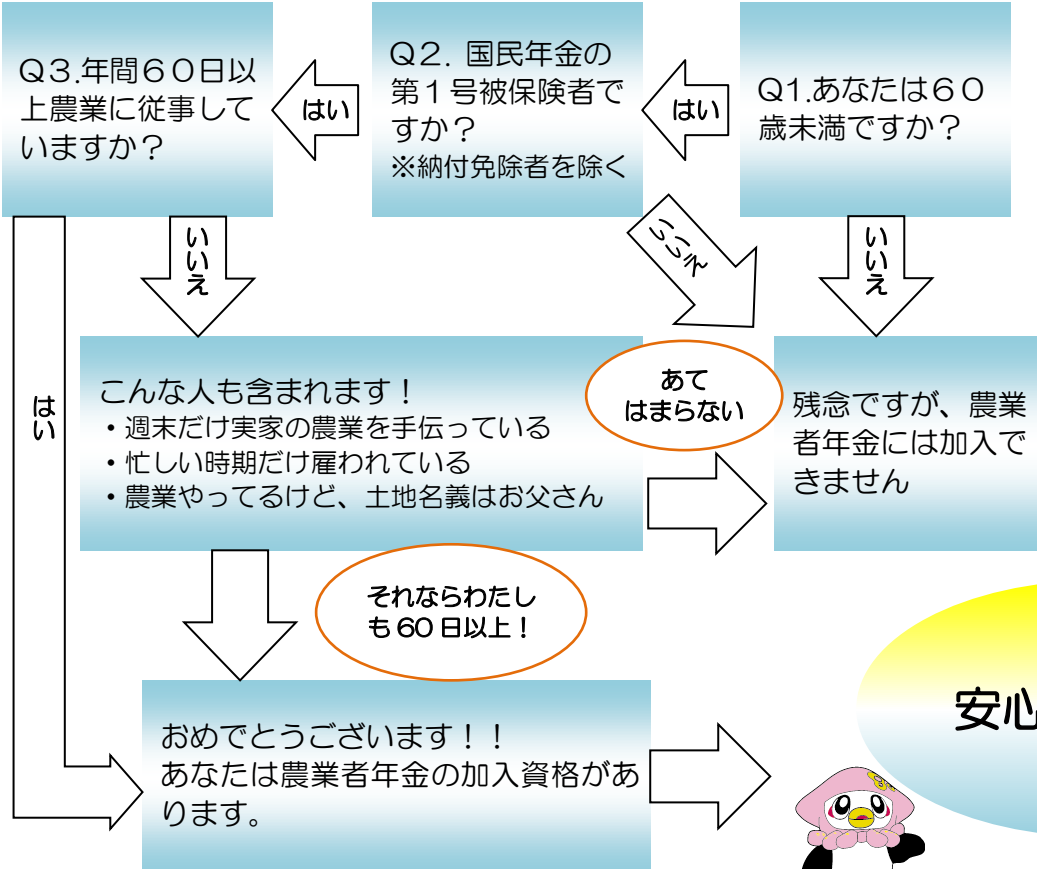 Q1.あなたは６０
歳未満ですか？
はい
いいえ
Q２. 国民年金の
第１号被保険者で
すか？
※納付免除者を除く
はい
いいえ
Q３.年間６０日以
上農業に従事して
いますか？
いいえ
はい
こんな人も含まれます！
・週末だけ実家の農業を手伝っている
・忙しい時期だけ雇われている
・農業やってるけど、土地名義はお父さん
あて
はまらない
残念ですが、農業
者年金には加入で
きません
それならわたし
も 60 日以上！
おめでとうございます！！
あなたは農業者年金の加入資格があ
ります。
安心